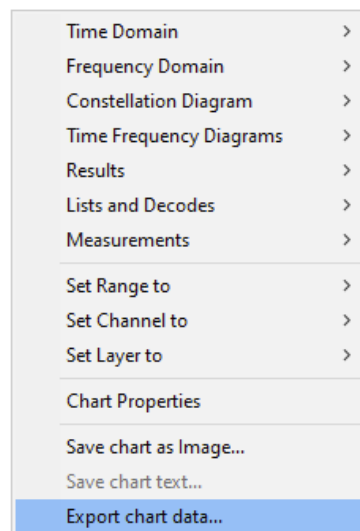 Time Domain
Frequency Domain
Constellation Diagram
Time Frequency Diagrams
Results
Lists and Decodes
Measurements
Set Range to
Set Channel to
Set Layer to
Chart Properties
Save chart as Image...
Save chart text...
Export chart data...